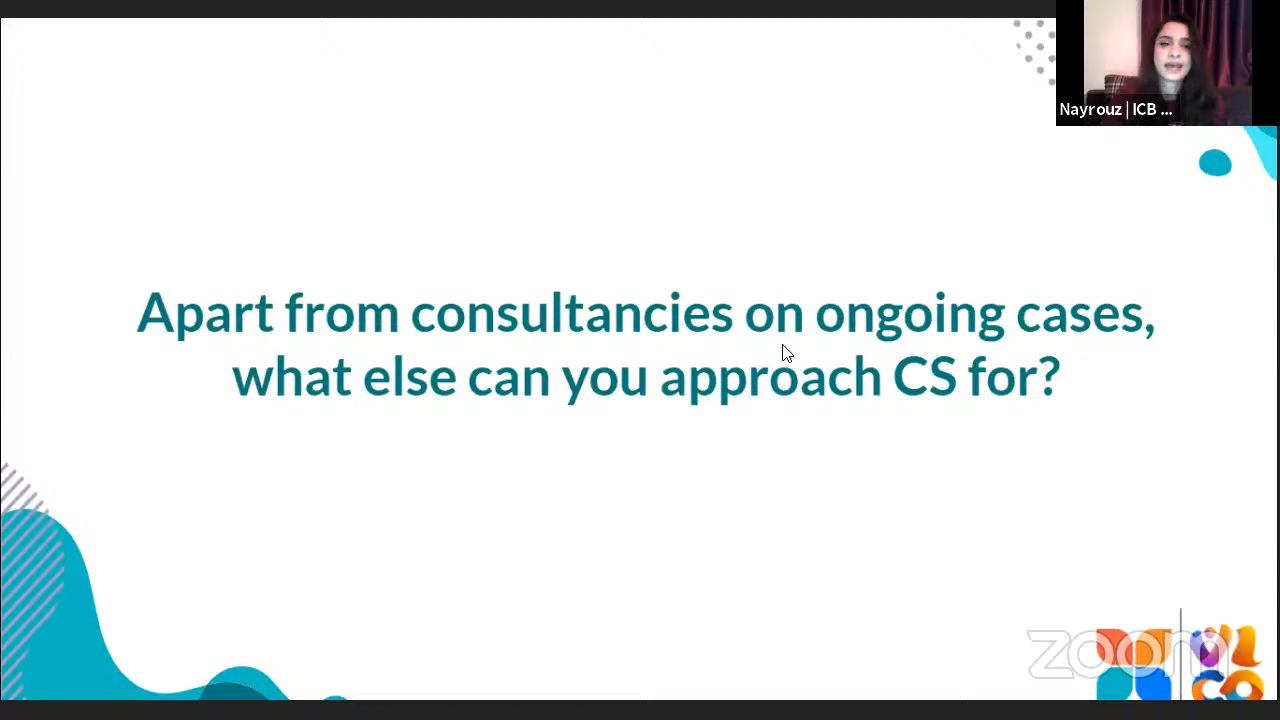 Nayrouz | ICB ...
Apart from consultancies on ongoing cases,
what else can you approach CS for?
zoom